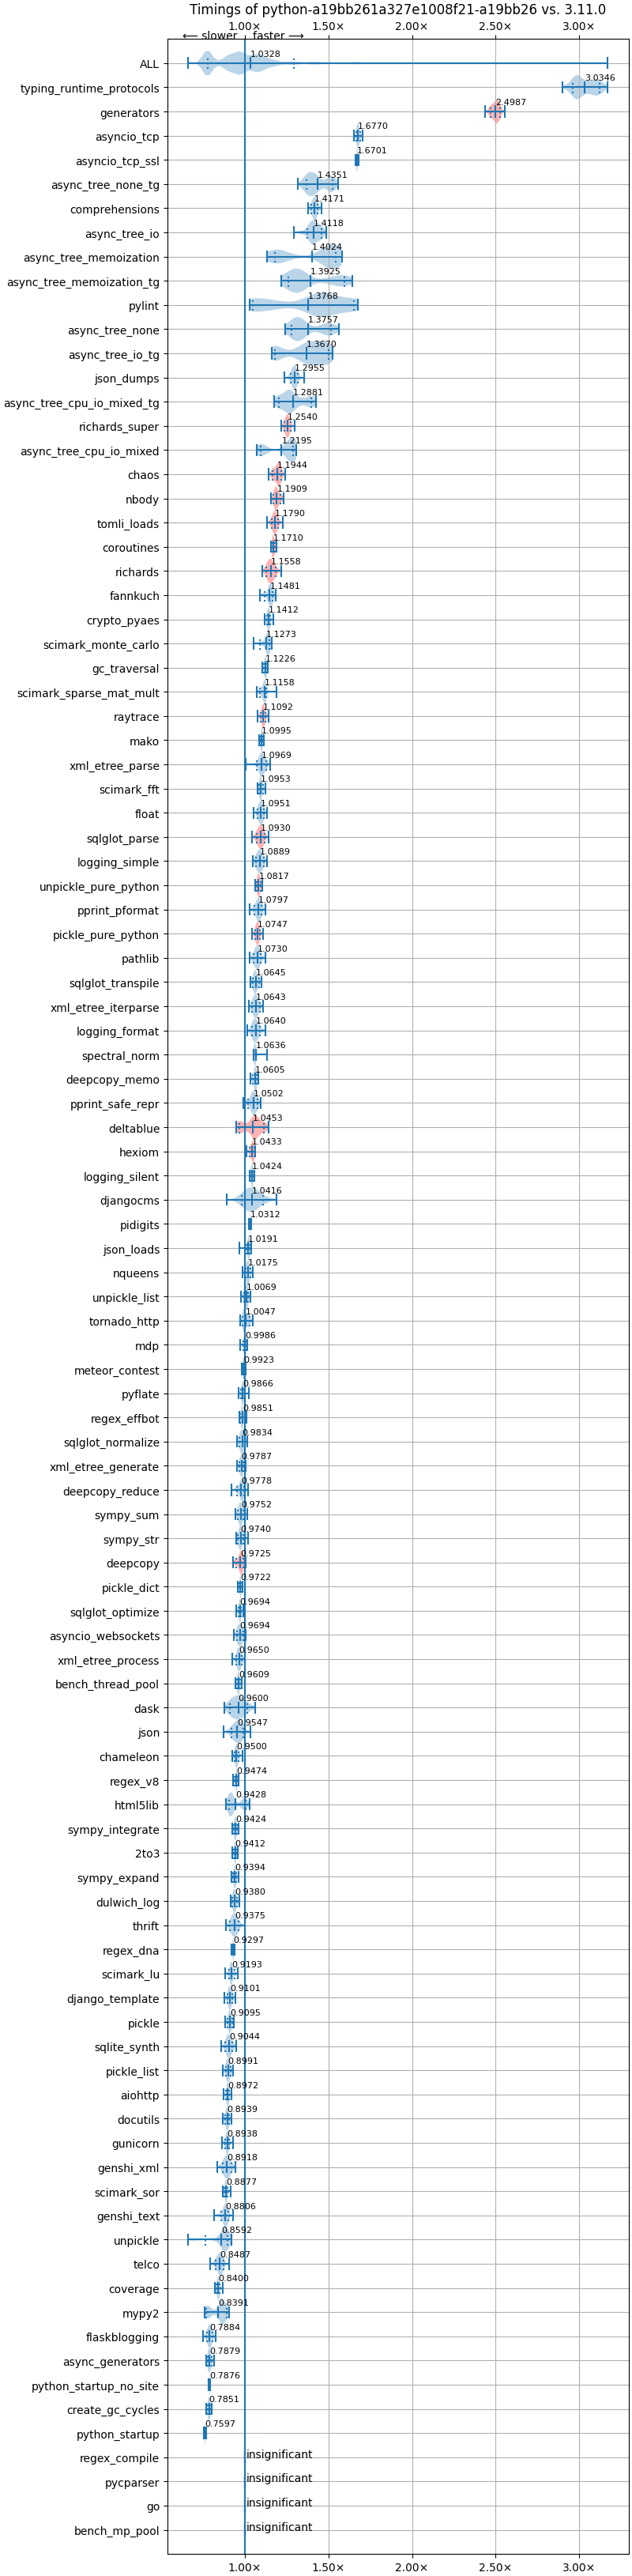 Timings of python-a19bb261a327e1008f21-a19bb26 vs. 3.11.0
1.00× 1.50× 2.00× 2.50× 3.00×
⟵ slower faster ⟶
ALL 1.0328
typing_runtime_protocols 3.0346
generators 2.4987
asyncio_tcp 1.6770
asyncio_tcp_ssl 1.6701
async_tree_none_tg 1.4351
comprehensions 1.4171
async_tree_io 1.4118
async_tree_memoization 1.4024
async_tree_memoization_tg 1.3925
pylint 1.3768
async_tree_none 1.3757
async_tree_io_tg 1.3670
json_dumps 1.2955
async_tree_cpu_io_mixed_tg 1.2881
richards_super 1.2540
async_tree_cpu_io_mixed 1.2195
chaos 1.1944
nbody 1.1909
tomli_loads 1.1790
coroutines 1.1710
richards 1.1558
fannkuch 1.1481
crypto_pyaes 1.1412
scimark_monte_carlo 1.1273
gc_traversal 1.1226
scimark_sparse_mat_mult 1.1158
raytrace 1.1092
mako 1.0995
xml_etree_parse 1.0969
scimark_fft 1.0953
float 1.0951
sqlglot_parse 1.0930
logging_simple 1.0889
unpickle_pure_python 1.0817
pprint_pformat 1.0797
pickle_pure_python 1.0747
pathlib 1.0730
sqlglot_transpile 1.0645
xml_etree_iterparse 1.0643
logging_format 1.0640
spectral_norm 1.0636
deepcopy_memo 1.0605
pprint_safe_repr 1.0502
deltablue 1.0453
hexiom 1.0433
logging_silent 1.0424
djangocms 1.0416
pidigits 1.0312
json_loads 1.0191
nqueens 1.0175
unpickle_list 1.0069
tornado_http 1.0047
mdp 0.9986
meteor_contest 0.9923
pyflate 0.9866
regex_effbot 0.9851
sqlglot_normalize 0.9834
xml_etree_generate 0.9787
deepcopy_reduce 0.9778
sympy_sum 0.9752
sympy_str 0.9740
deepcopy 0.9725
pickle_dict 0.9722
sqlglot_optimize 0.9694
asyncio_websockets 0.9694
xml_etree_process 0.9650
bench_thread_pool 0.9609
dask 0.9600
json 0.9547
chameleon 0.9500
regex_v8 0.9474
html5lib 0.9428
sympy_integrate 0.9424
2to3 0.9412
sympy_expand 0.9394
dulwich_log 0.9380
thrift 0.9375
regex_dna 0.9297
scimark_lu 0.9193
django_template 0.9101
pickle 0.9095
sqlite_synth 0.9044
pickle_list 0.8991
aiohttp 0.8972
docutils 0.8939
gunicorn 0.8938
genshi_xml 0.8918
scimark_sor 0.8877
genshi_text 0.8806
unpickle 0.8592
telco 0.8487
coverage 0.8400
mypy2 0.8391
flaskblogging 0.7884
async_generators 0.7879
python_startup_no_site 0.7876
create_gc_cycles 0.7851
python_startup 0.7597
regex_compile insignificant
pycparser insignificant
go insignificant
bench_mp_pool insignificant
1.00× 1.50× 2.00× 2.50× 3.00×